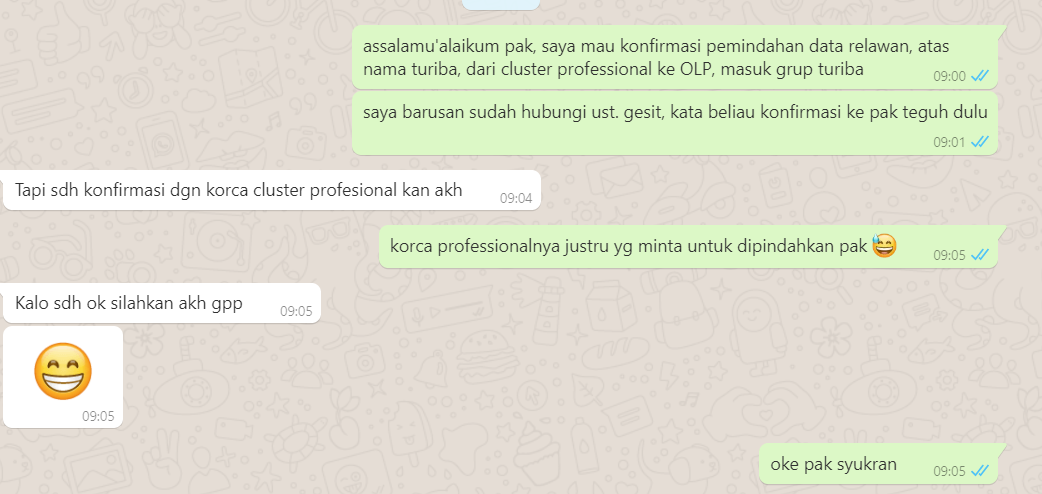 assalamu'alaikum pak, saya mau konfirmasi pemindahan data relawan, atas
nama turiba, dari cluster professional ke OLP, masuk grup turiba
09:00
saya barusan sudah hubungi ust. gesit, kata beliau konfirmasi ke pak teguh dulu
09:01
Tapi sdh konfirmasi dgn korca cluster profesional kan akh
09:04
korca professionalnya justru yg minta untuk dipindahkan pak 😅
09:05
Kalo sdh ok silahkan akh gpp
09:05
😁
09:05
oke pak syukran
09:05